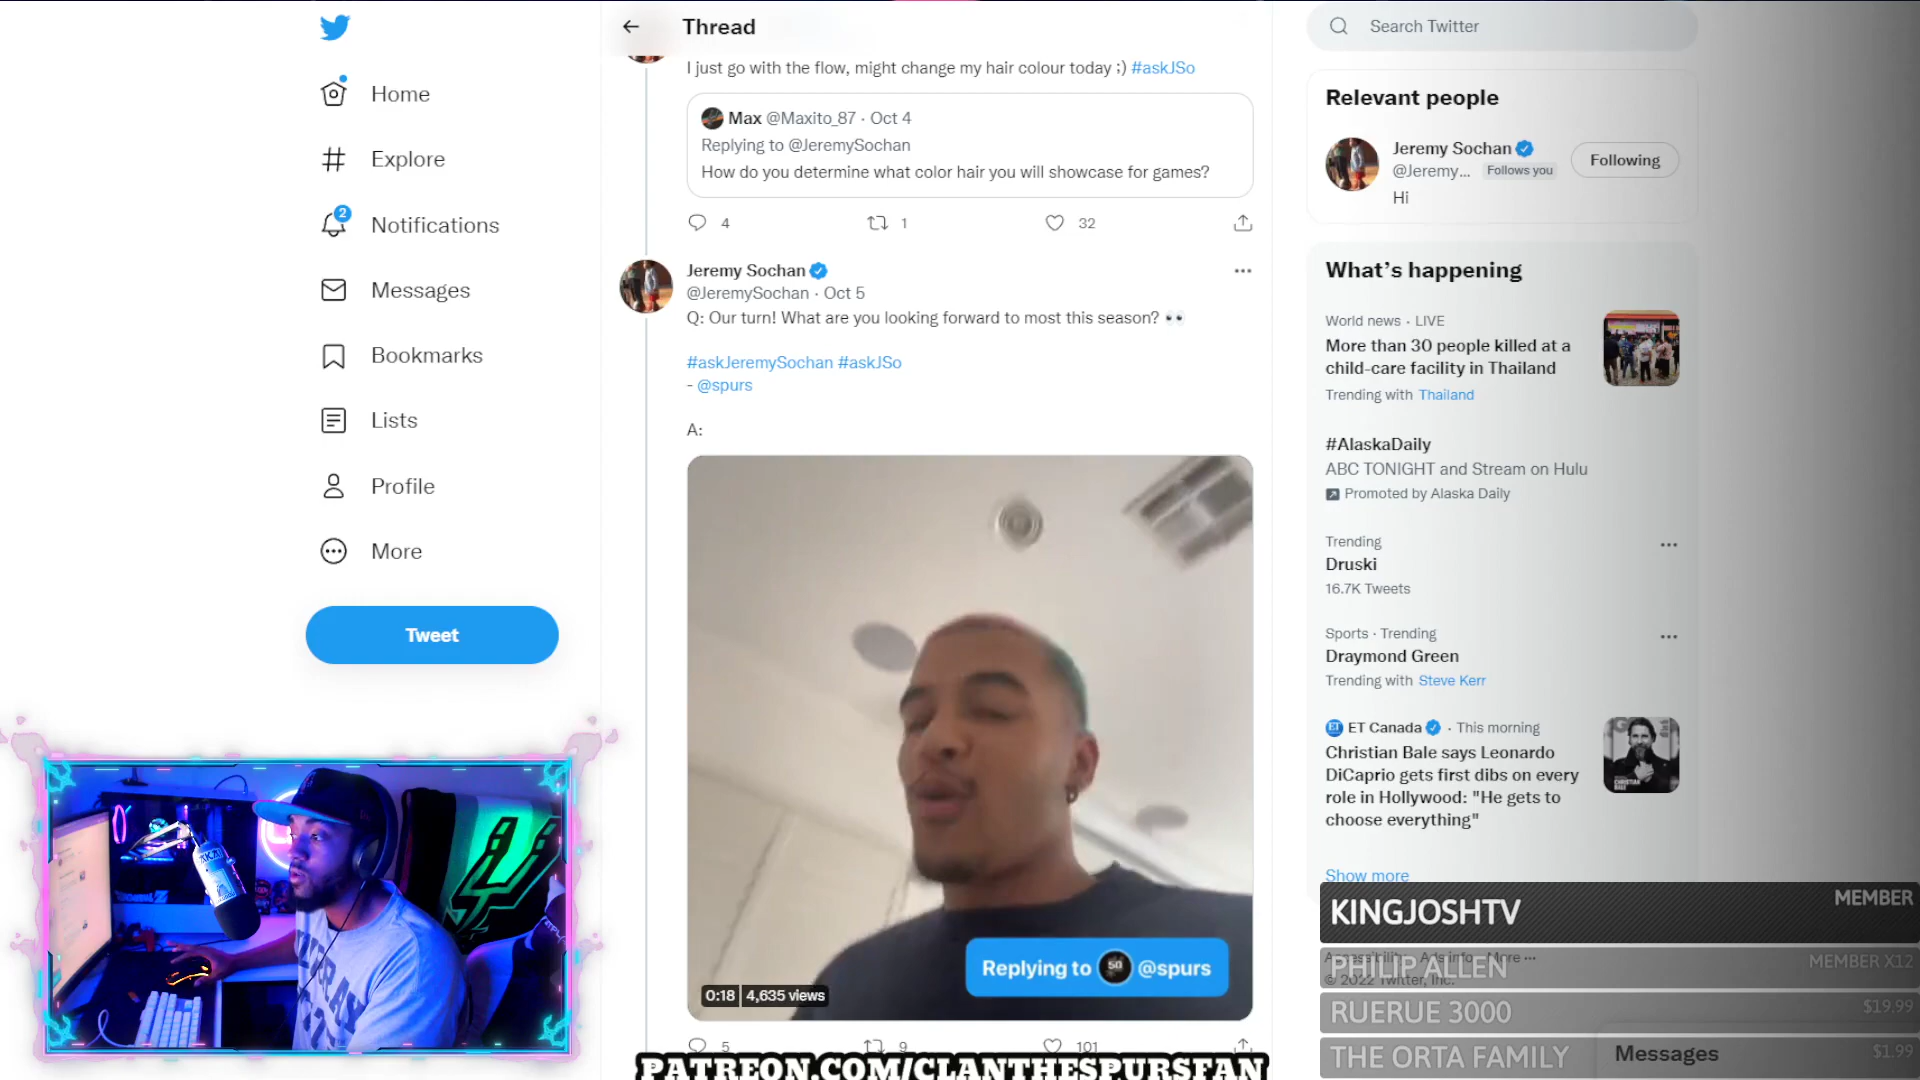 Home
Explore
2
Notifications
Messages
Bookmarks
Lists
Profile
More
Tweet
Thread
I just go with the flow, might change my hair colour today ;) #askJSo
Max @Maxito_87 · Oct 4
Replying to @JeremySochan
How do you determine what color hair you will showcase for games?
4 1 32
Jeremy Sochan
@JeremySochan · Oct 5
Q: Our turn! What are you looking forward to most this season? 👀
#askJeremySochan #askJSo
- @spurs
A:
Replying to @spurs
0:18 4,635 views
5 9 101
PATREON.COM/CLANTHESPURSFAN
Search Twitter
Relevant people
Jeremy Sochan
@Jeremy... Follows you
Following
Hi
What's happening
World news · LIVE
More than 30 people killed at a
child-care facility in Thailand
Trending with Thailand
#AlaskaDaily
ABC TONIGHT and Stream on Hulu
Promoted by Alaska Daily
Trending
Druski
16.7K Tweets
Sports · Trending
Draymond Green
Trending with Steve Kerr
ET Canada · This morning
Christian Bale says Leonardo
DiCaprio gets first dibs on every
role in Hollywood: "He gets to
choose everything"
Show more
KINGJOSHTV MEMBER
PHILIP ALLEN MEMBER X12
© 2022 Twitter, Inc.
RUERUE 3000 $19.99
THE ORTA FAMILY $1.99
Messages